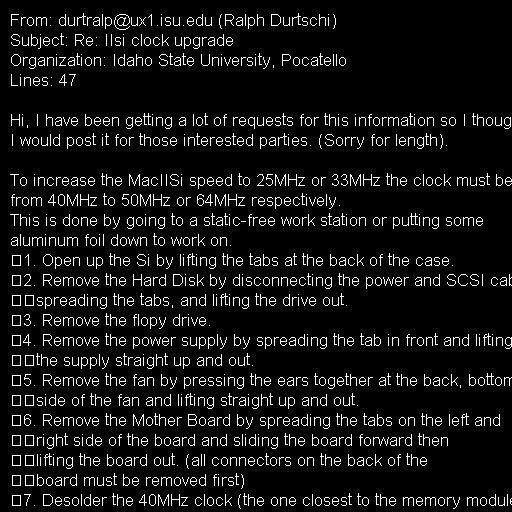 From: durtralp@ux1.isu.edu (Ralph Durtschi)
Subject: Re: IIsi clock upgrade
Organization: Idaho State University, Pocatello
Lines: 47

Hi, I have been getting a lot of requests for this information so I thoug
I would post it for those interested parties. (Sorry for length).

To increase the MacIISi speed to 25MHz or 33MHz the clock must be
from 40MHz to 50MHz or 64MHz respectively.
This is done by going to a static-free work station or putting some
aluminum foil down to work on.
1. Open up the Si by lifting the tabs at the back of the case.
2. Remove the Hard Disk by disconnecting the power and SCSI cab
spreading the tabs, and lifting the drive out.
3. Remove the flopy drive.
4. Remove the power supply by spreading the tab in front and lifting
the supply straight up and out.
5. Remove the fan by pressing the ears together at the back, bottom
side of the fan and lifting straight up and out.
6. Remove the Mother Board by spreading the tabs on the left and
right side of the board and sliding the board forward then
lifting the board out. (all connectors on the back of the
board must be removed first)
7. Desolder the 40MHz clock (the one closest to the memory module